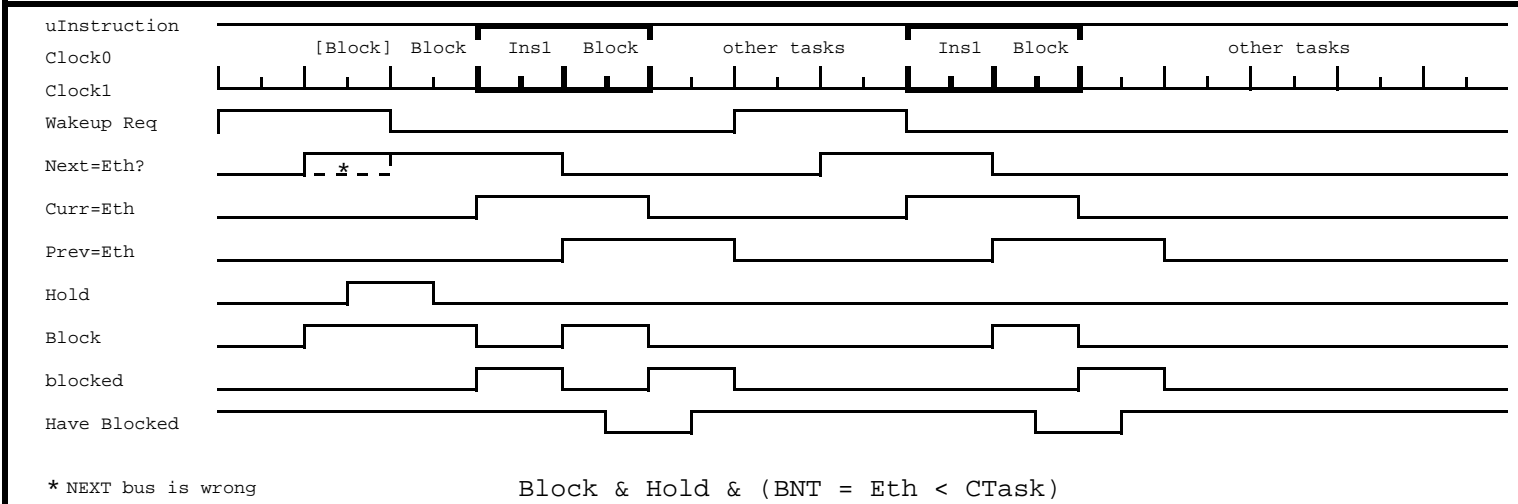 uInstruction
[Block] Block Ins1 Block other tasks Ins1 Block other tasks
Clock0
Clock1
Wakeup Req
Next=Eth?
*
Curr=Eth
Prev=Eth
Hold
Block
blocked
Have Blocked
* NEXT bus is wrong Block & Hold & (BNT = Eth < CTask)